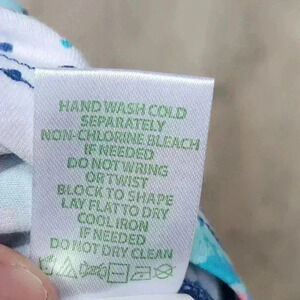 HAND WASH COLD
SEPARATELY
NON-CHLORINE BLEACH
IF NEEDED
DO NOT WRING
OR TWIST
BLOCK TO SHAPE
LAY FLAT TO DRY
COOL IRON
IF NEEDED
DO NOT DRY CLEAN